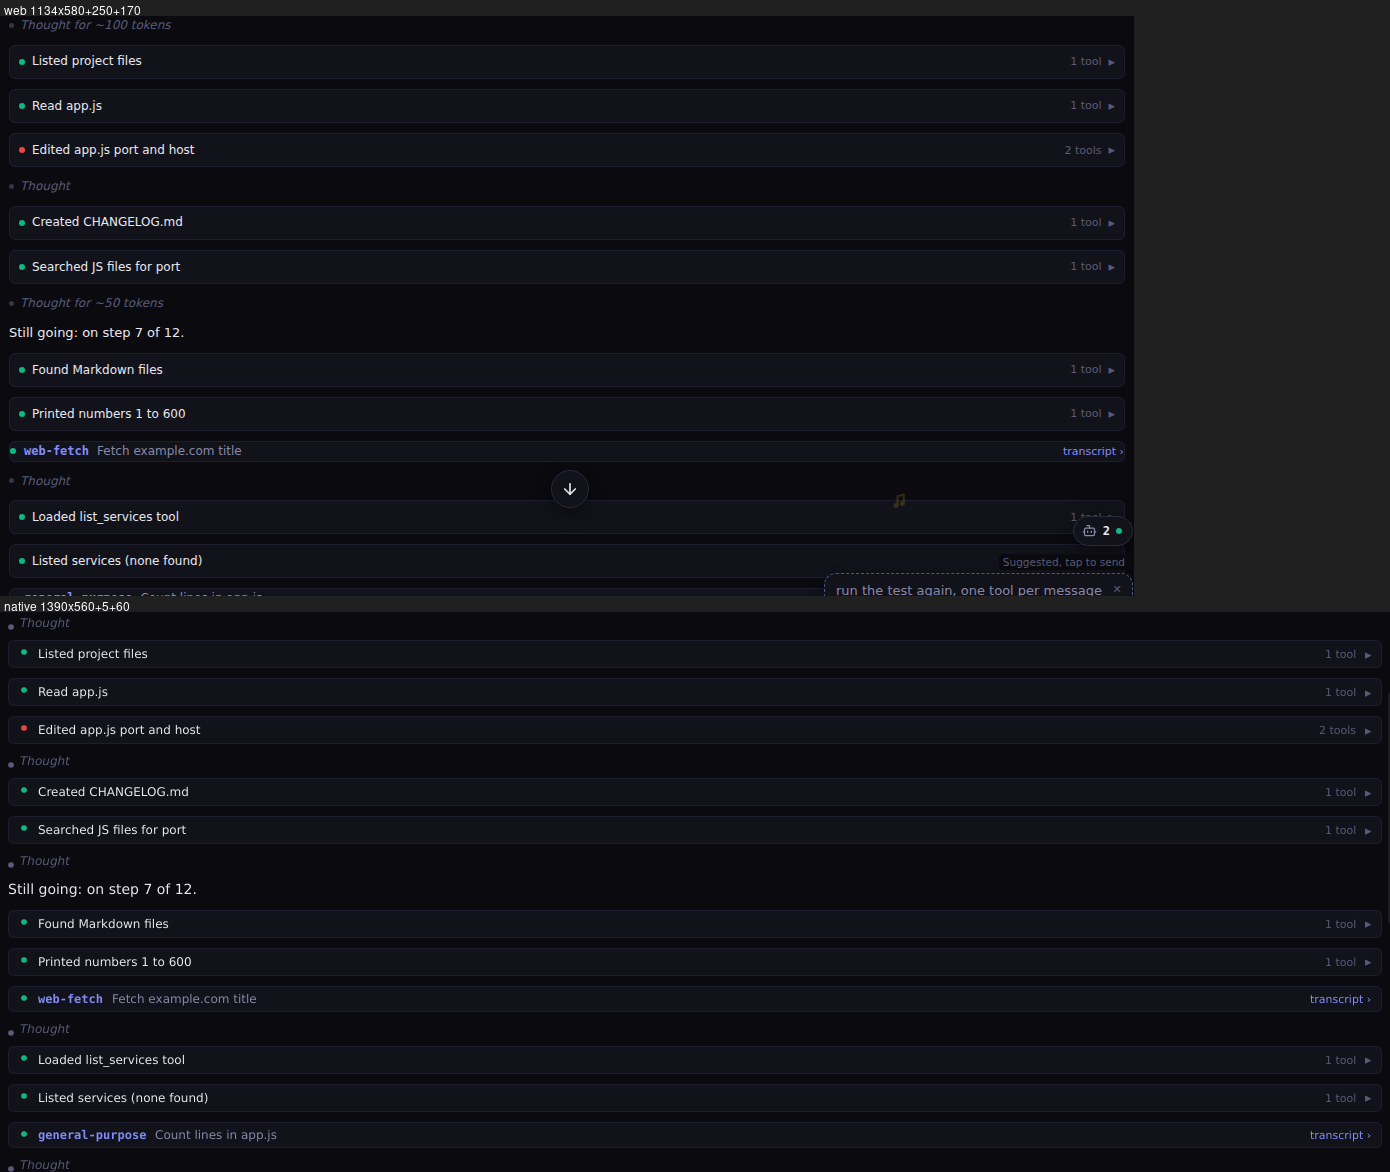 web 1134x580+250+170
Thought for ~100 tokens
Listed project files 1 tool ▶
Read app.js 1 tool ▶
Edited app.js port and host 2 tools ▶
Thought
Created CHANGELOG.md 1 tool ▶
Searched JS files for port 1 tool ▶
Thought for ~50 tokens
Still going: on step 7 of 12.
Found Markdown files 1 tool ▶
Printed numbers 1 to 600 1 tool ▶
web-fetch Fetch example.com title transcript ›
Thought
Loaded list_services tool 1 tool
2
Listed services (none found)
Suggested, tap to send
general-purpose Count lines in app.js
run the test again, one tool per message ×
native 1390x560+5+60
Thought
Listed project files 1 tool ▶
Read app.js 1 tool ▶
Edited app.js port and host 2 tools ▶
Thought
Created CHANGELOG.md 1 tool ▶
Searched JS files for port 1 tool ▶
Thought
Still going: on step 7 of 12.
Found Markdown files 1 tool ▶
Printed numbers 1 to 600 1 tool ▶
web-fetch Fetch example.com title transcript ›
Thought
Loaded list_services tool 1 tool ▶
Listed services (none found) 1 tool ▶
general-purpose Count lines in app.js transcript ›
Thought